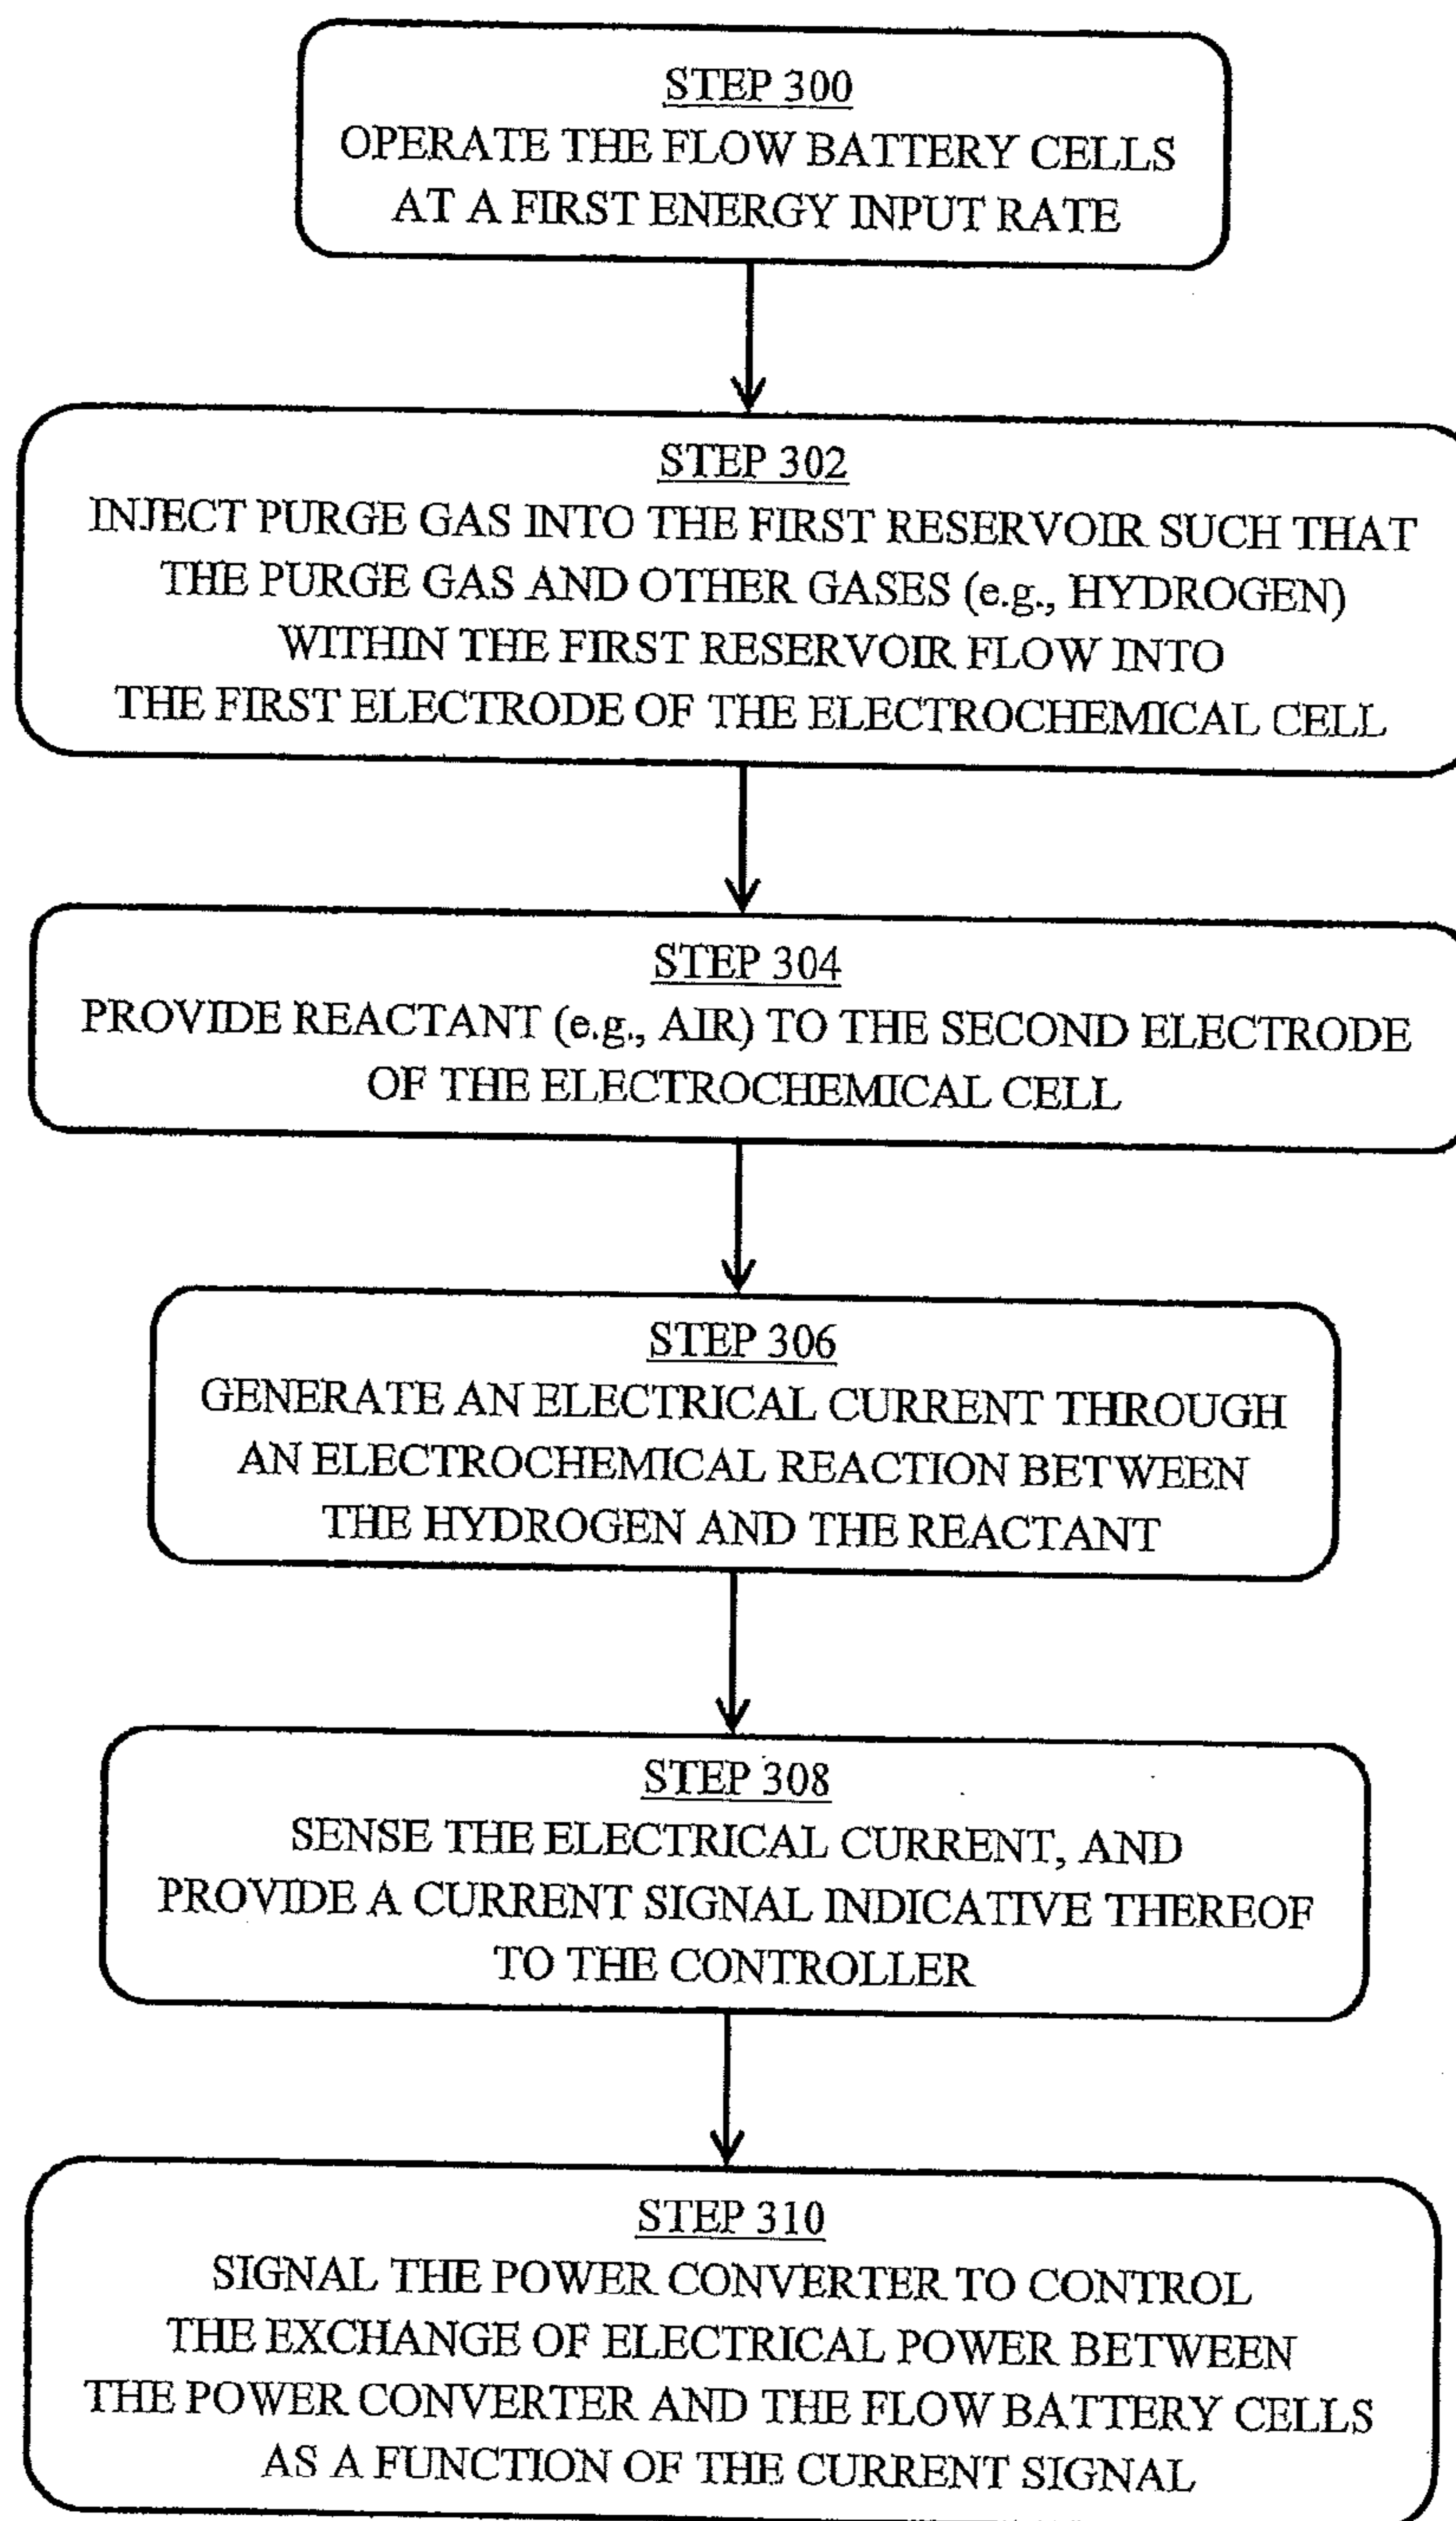 STEP 300
OPERATE THE FLOW BATTERY CELLS
AT A FIRST ENERGY INPUT RATE
STEP 302
INJECT PURGE GAS INTO THE FIRST RESERVOIR SUCH THAT
THE PURGE GAS AND OTHER GASES (e.g., HYDROGEN)
WITHIN THE FIRST RESERVOIR FLOW INTO
THE FIRST ELECTRODE OF THE ELECTROCHEMICAL CELL
STEP 304
PROVIDE REACTANT (e.g., AIR) TO THE SECOND ELECTRODE
OF THE ELECTROCHEMICAL CELL
STEP 306
GENERATE AN ELECTRICAL CURRENT THROUGH
AN ELECTROCHEMICAL REACTION BETWEEN
THE HYDROGEN AND THE REACTANT
STEP 308
SENSE THE ELECTRICAL CURRENT, AND
PROVIDE A CURRENT SIGNAL INDICATIVE THEREOF
TO THE CONTROLLER
STEP 310
SIGNAL THE POWER CONVERTER TO CONTROL
THE EXCHANGE OF ELECTRICAL POWER BETWEEN
THE POWER CONVERTER AND THE FLOW BATTERY CELLS
AS A FUNCTION OF THE CURRENT SIGNAL